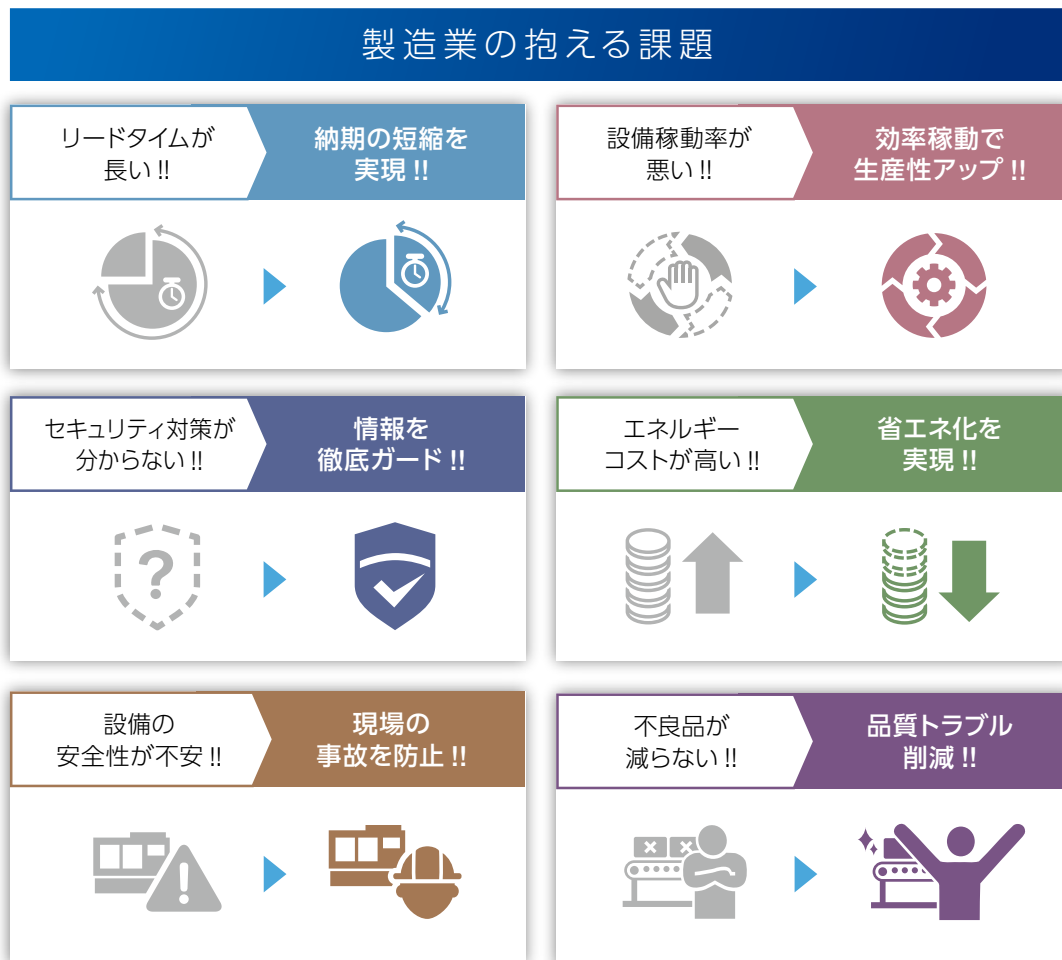 製造業の抱える課題
リードタイムが
長い!!
納期の短縮を
実現!!
設備稼動率が
悪い!!
効率稼動で
生産性アップ!!
セキュリティ対策が
分からない!!
情報を
徹底ガード!!
エネルギー
コストが高い!!
省エネ化を
実現!!
設備の
安全性が不安!!
現場の
事故を防止!!
不良品が
減らない!!
品質トラブル
削減!!